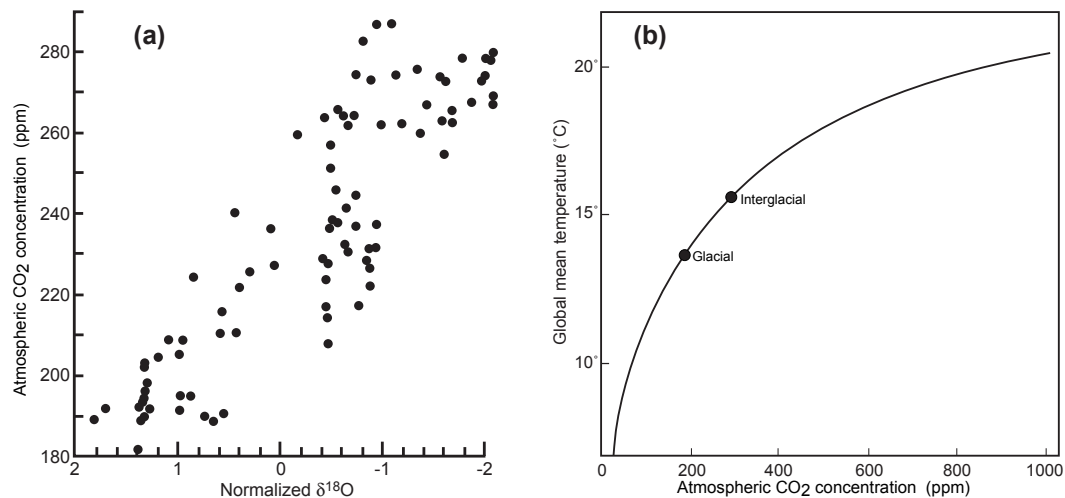 (a)
Atmospheric CO2 concentration (ppm)
280
260
240
220
200
180
2
1
0
-1
-2
Normalized δ18O
(b)
Global mean temperature (˚C)
20˚
15˚
10˚
Interglacial
Glacial
0
200
400
600
800
1000
Atmospheric CO2 concentration (ppm)